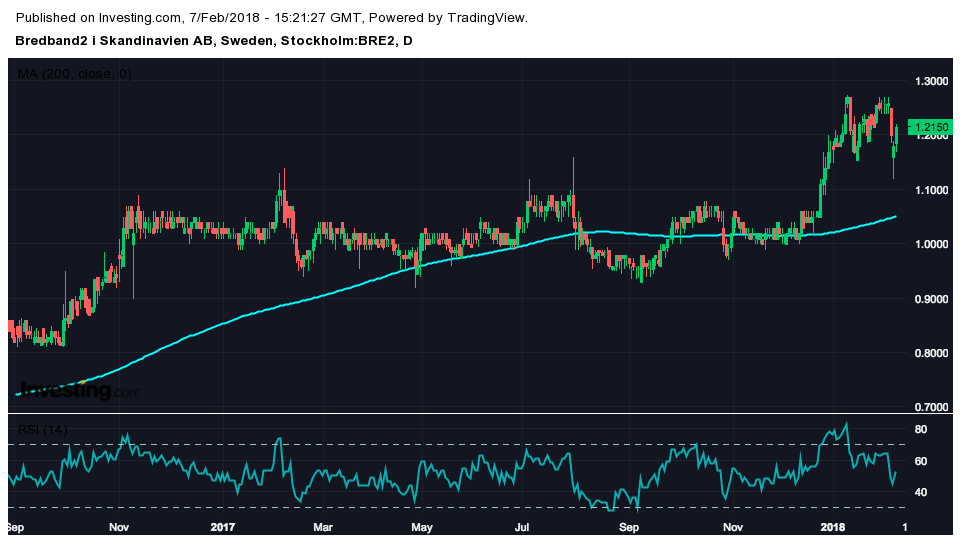 Published on Investing.com, 7/Feb/2018 - 15:21:27 GMT, Powered by TradingView.
Bredband2 i Skandinavien AB, Sweden, Stockholm:BRE2, D
MA (200, close, 0)
1.3000
1.2150
1.2000
1.1000
1.0000
0.9000
0.8000
0.7000
Investing.com
RSI (14)
80
60
40
Sep Nov 2017 Mar May Jul Sep Nov 2018 1